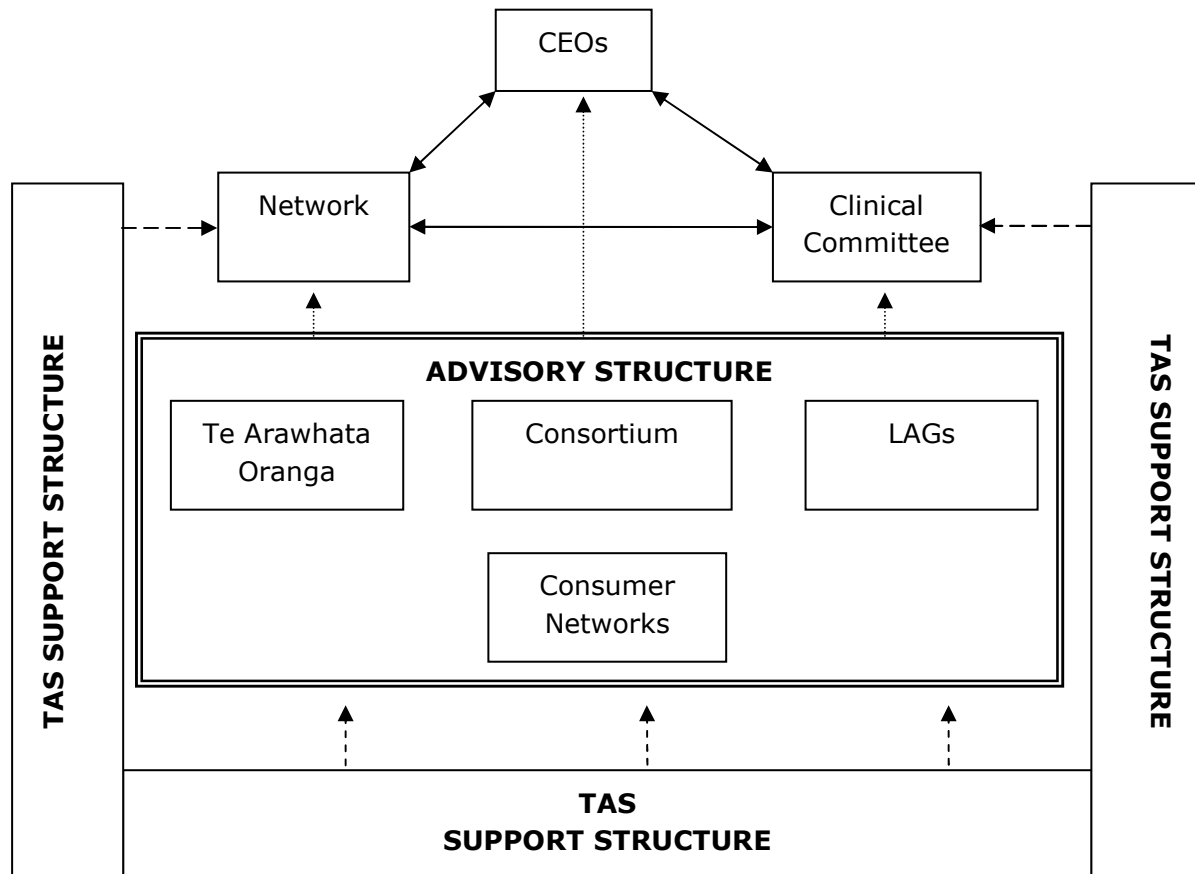 CEOs
Network
Clinical
Committee
TAS SUPPORT STRUCTURE
TAS SUPPORT STRUCTURE
ADVISORY STRUCTURE
Te Arawhata
Oranga
Consortium
LAGs
Consumer
Networks
TAS
SUPPORT STRUCTURE